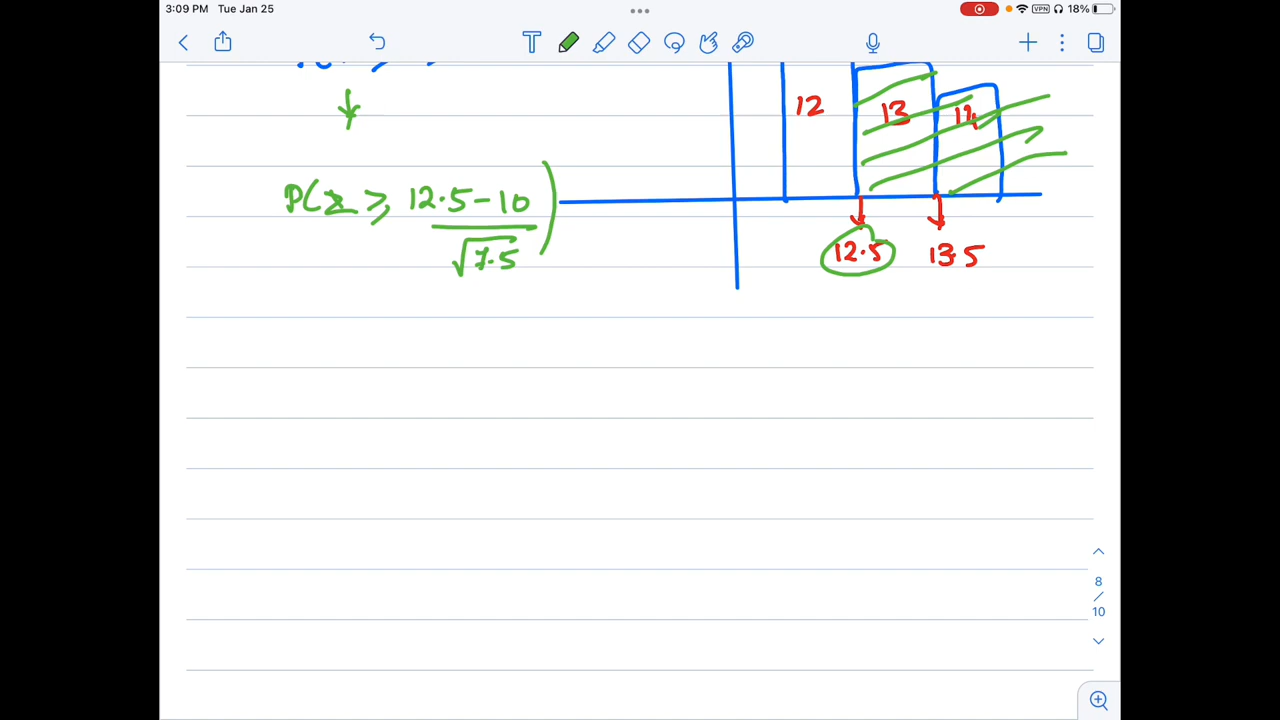 3:09 PM Tue Jan 25
VPN 18%
T
12 13 14
P(Z ≥ 12.5-10
√7.5 )
12.5 13.5
8
/
10